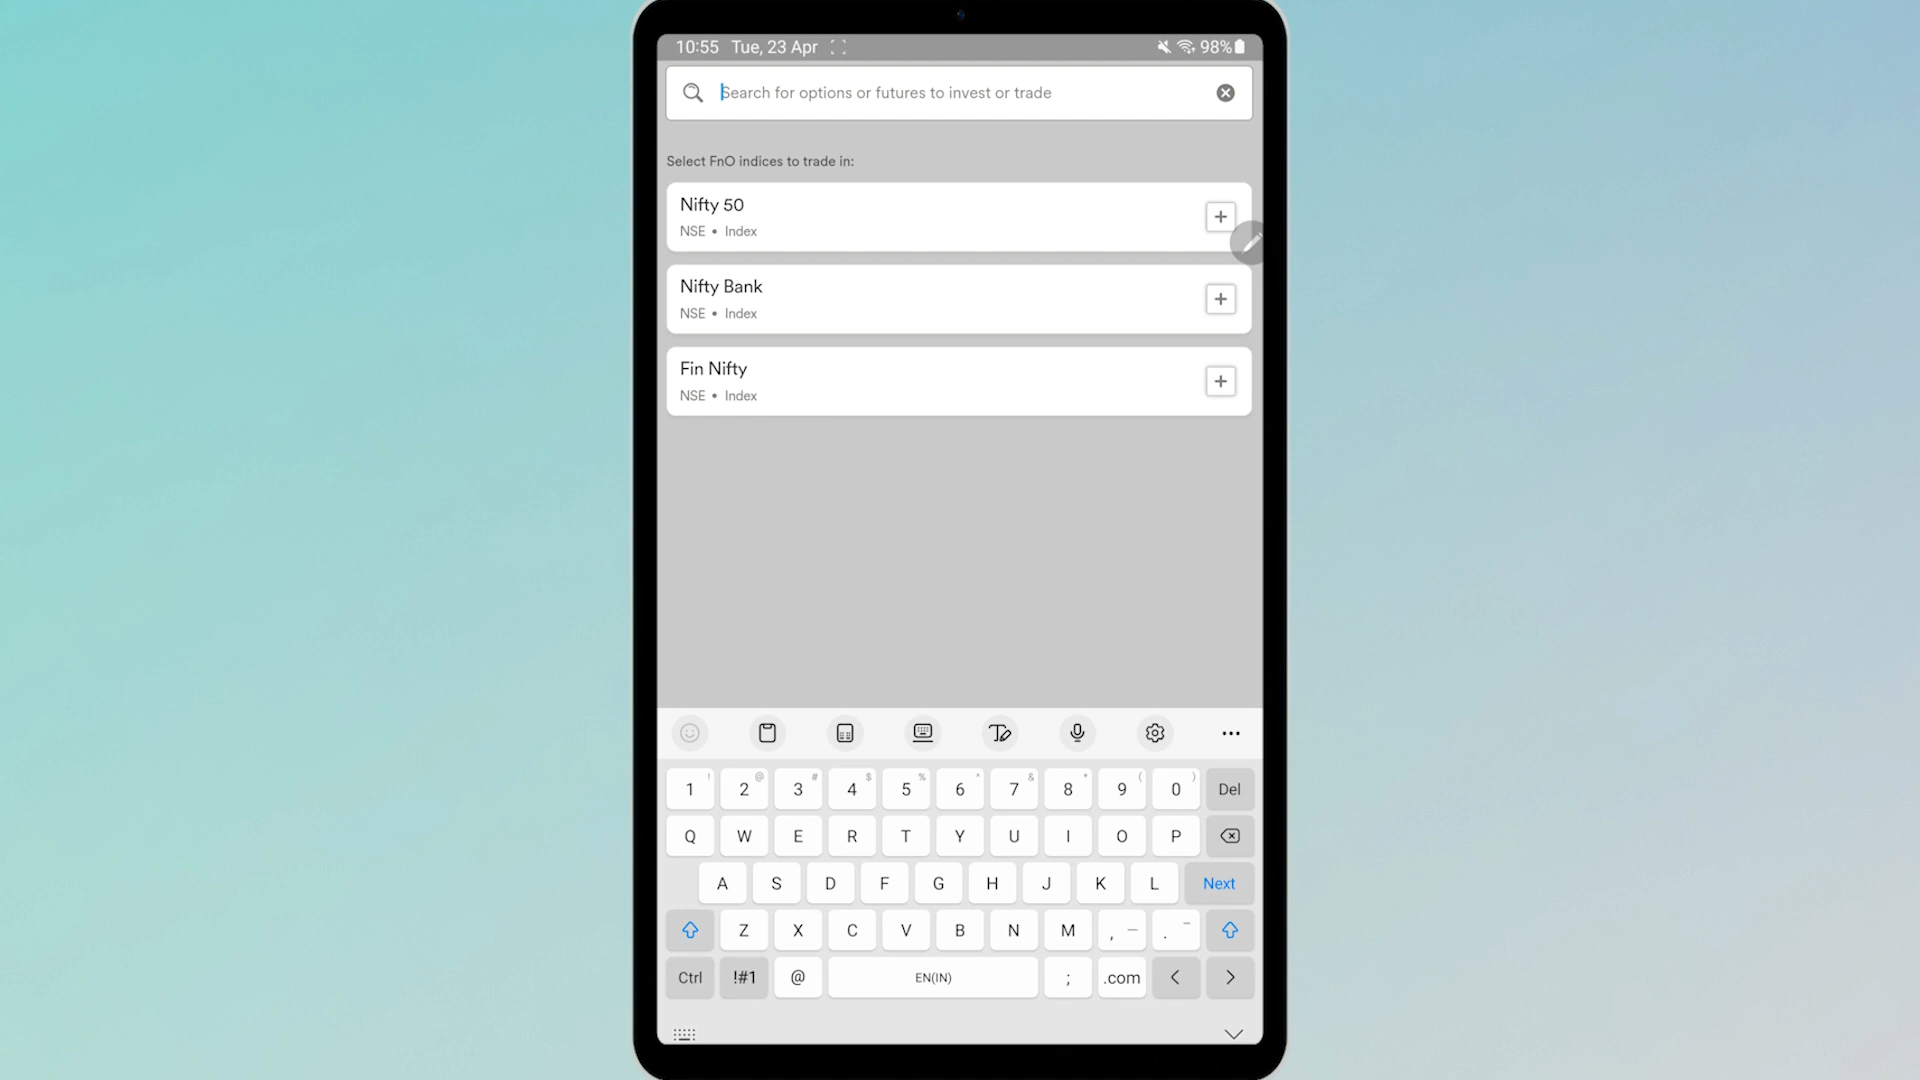 10:55 Tue, 23 Apr 98%
Search for options or futures to invest or trade
Select FnO indices to trade in:
Nifty 50
NSE • Index
Nifty Bank
NSE • Index
Fin Nifty
NSE • Index
1 ! 2 @ 3 # 4 $ 5 % 6 ^ 7 & 8 * 9 ( 0 ) Del
Q W E R T Y U I O P
A S D F G H J K L Next
Z X C V B N M , — . –
Ctrl !#1 @ EN(IN) ; .com < >